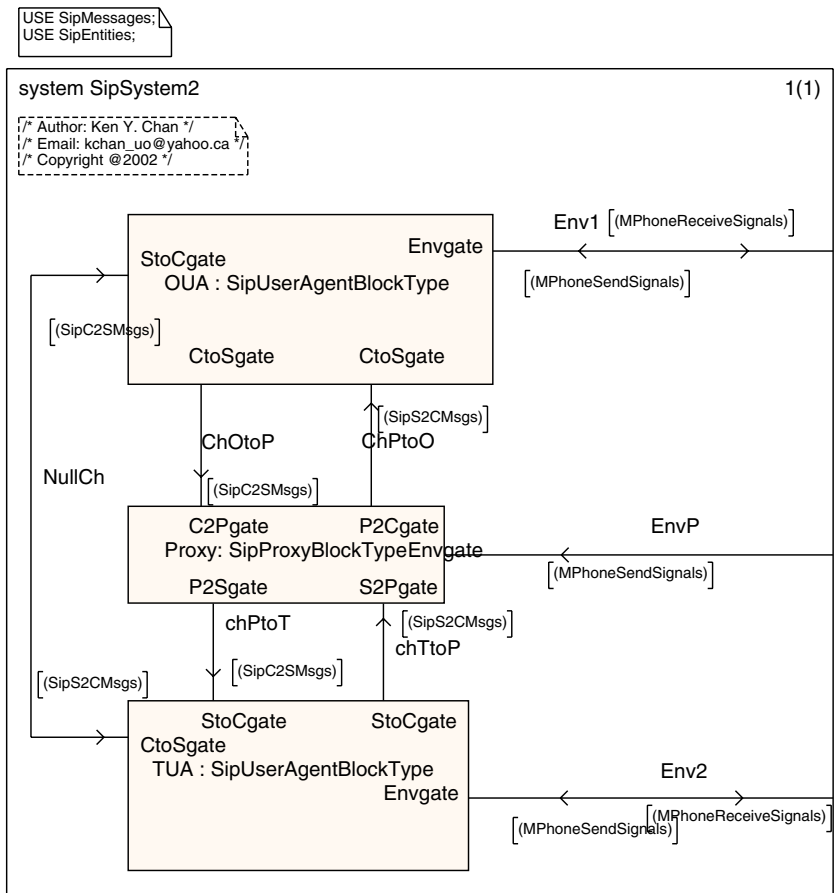 USE SipMessages;
USE SipEntities;
system SipSystem2
1(1)
/* Author: Ken Y. Chan */
/* Email: kchan_uo@yahoo.ca */
/* Copyright @2002 */
Env1
[(MPhoneReceiveSignals)]
Envgate
StoCgate
OUA : SipUserAgentBlockType
[(MPhoneSendSignals)]
[(SipC2SMsgs)]
CtoSgate
CtoSgate
[(SipS2CMsgs)]
ChOtoP
ChPtoO
NullCh
[(SipC2SMsgs)]
C2Pgate
P2Cgate
EnvP
Proxy: SipProxyBlockType
Envgate
[(MPhoneSendSignals)]
P2Sgate
S2Pgate
chPtoT
[(SipS2CMsgs)]
chTtoP
[(SipC2SMsgs)]
[(SipS2CMsgs)]
StoCgate
StoCgate
CtoSgate
TUA : SipUserAgentBlockType
Env2
Envgate
[(MPhoneSendSignals)]
[(MPhoneReceiveSignals)]